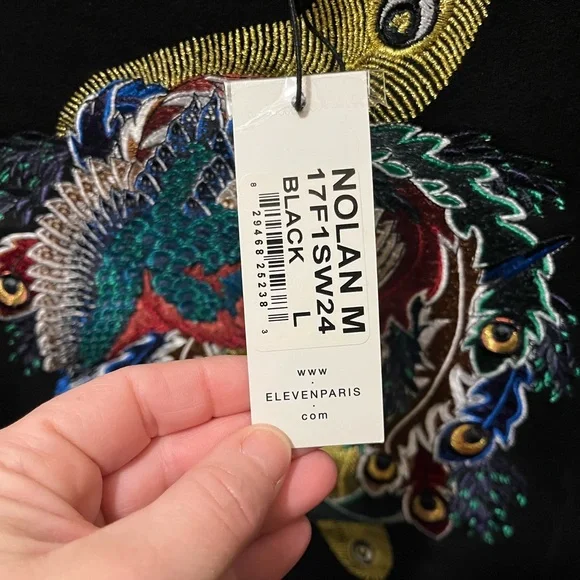 NOLAN M
17F1SW24
BLACK L
8 29468 25238 3
www
.
ELEVENPARIS
.
com